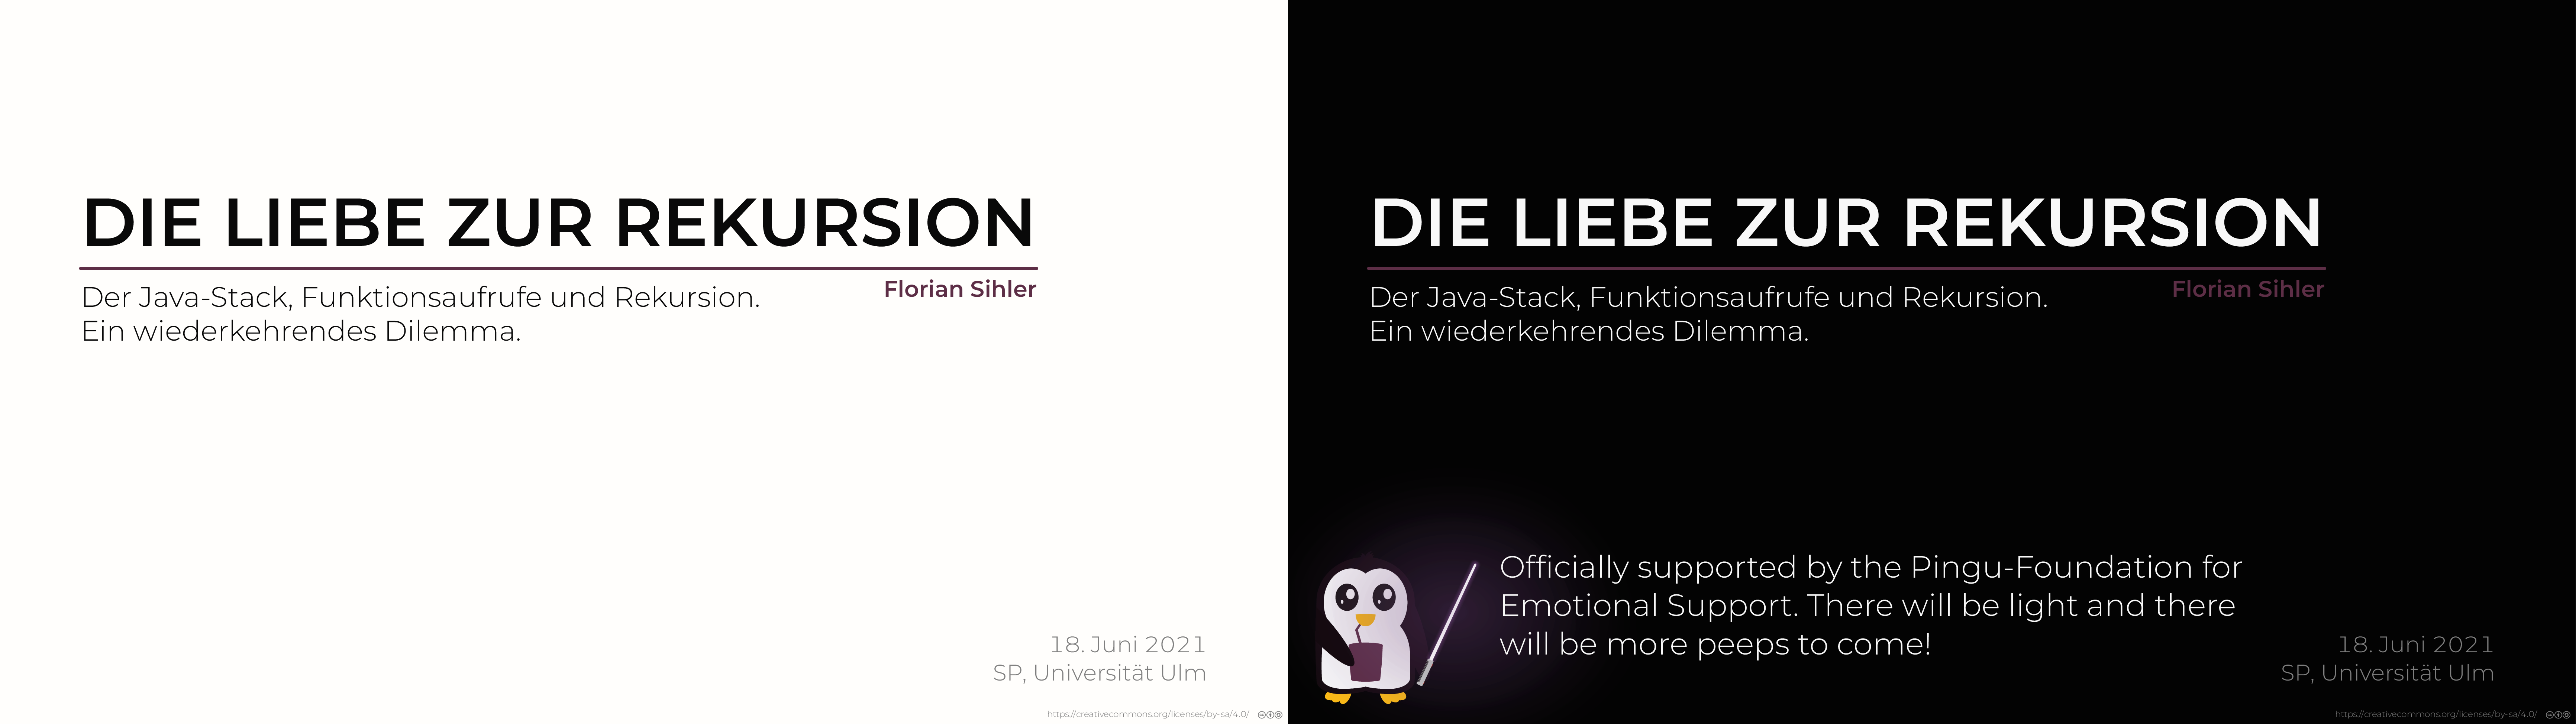 DIE LIEBE ZUR REKURSION
Florian Sihler
Der Java-Stack, Funktionsaufrufe und Rekursion.
Ein wiederkehrendes Dilemma.
18. Juni 2021
SP, Universität Ulm
https://creativecommons.org/licenses/by-sa/4.0/
DIE LIEBE ZUR REKURSION
Florian Sihler
Der Java-Stack, Funktionsaufrufe und Rekursion.
Ein wiederkehrendes Dilemma.
Officially supported by the Pingu-Foundation for
Emotional Support. There will be light and there
will be more peeps to come!
18. Juni 2021
SP, Universität Ulm
https://creativecommons.org/licenses/by-sa/4.0/